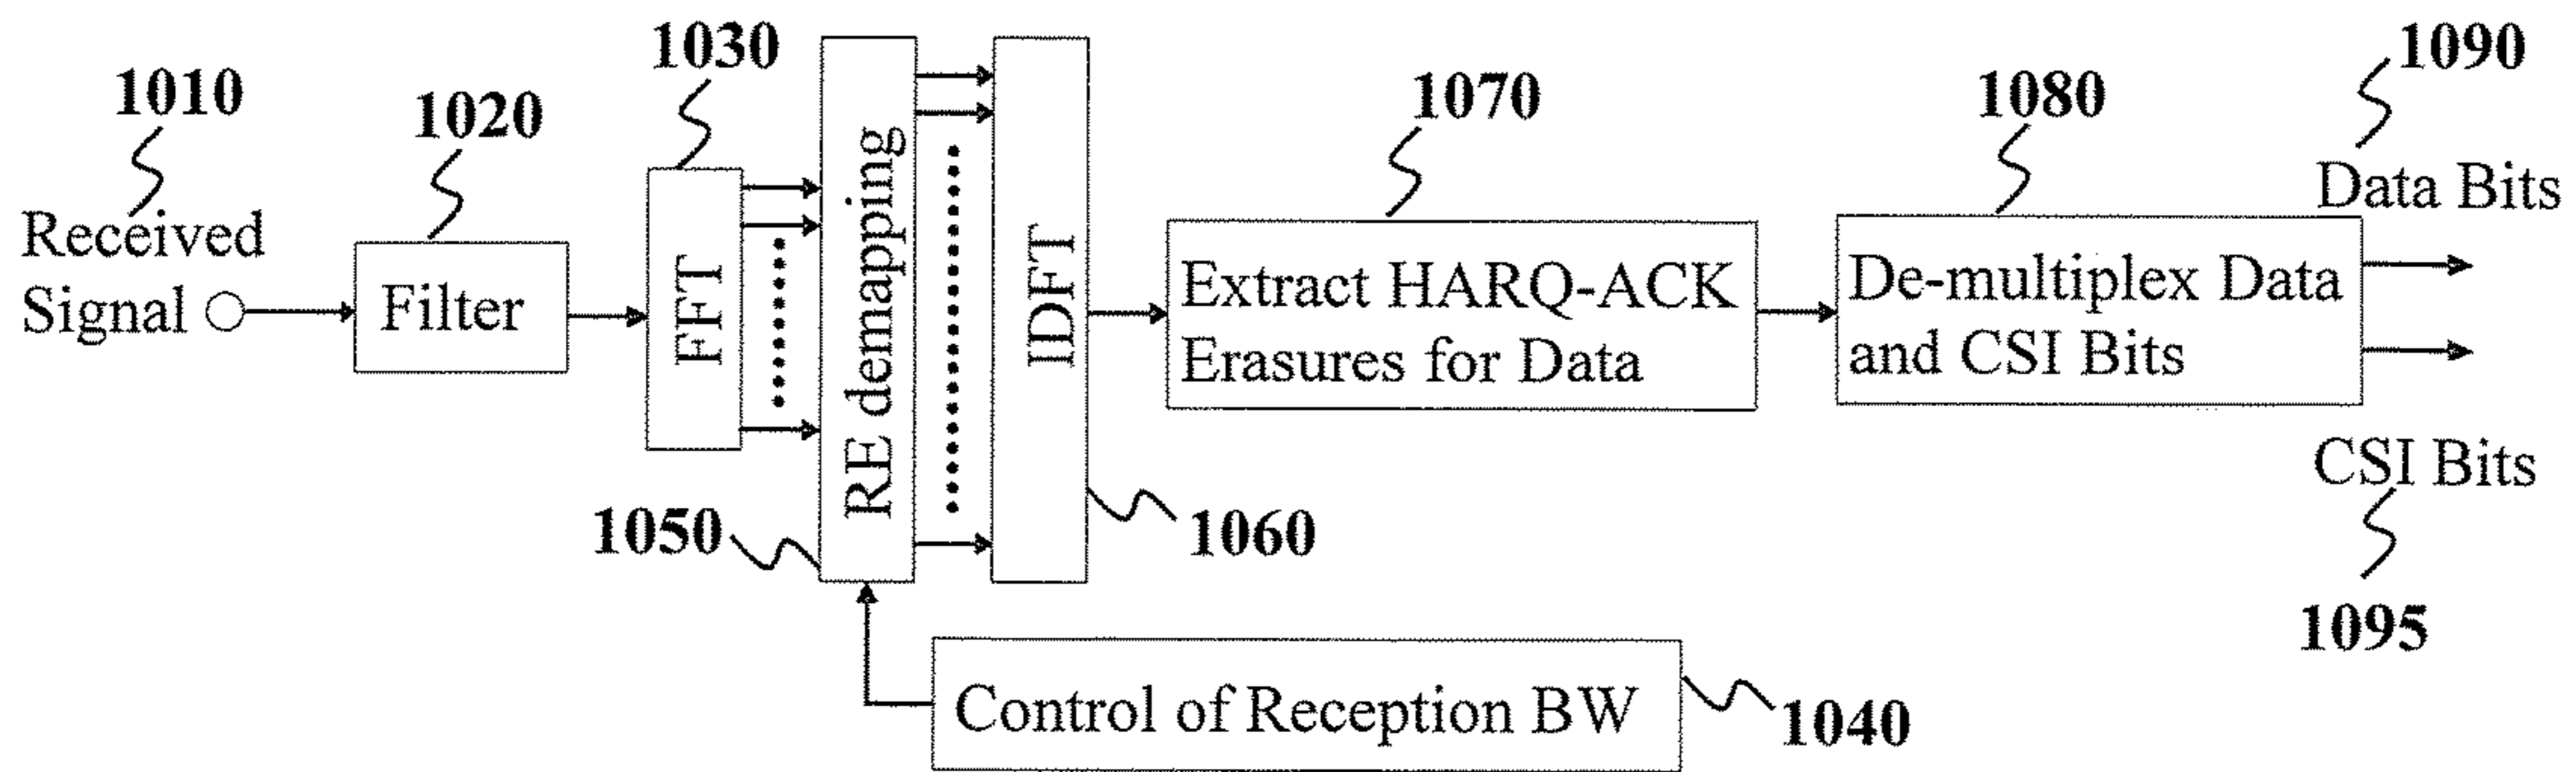 1010
Received
Signal
1020
Filter
1030
FFT
RE demapping
1050
IDFT
1060
1070
Extract HARQ-ACK
Erasures for Data
1080
De-multiplex Data
and CSI Bits
1090
Data Bits
CSI Bits
1095
Control of Reception BW
1040